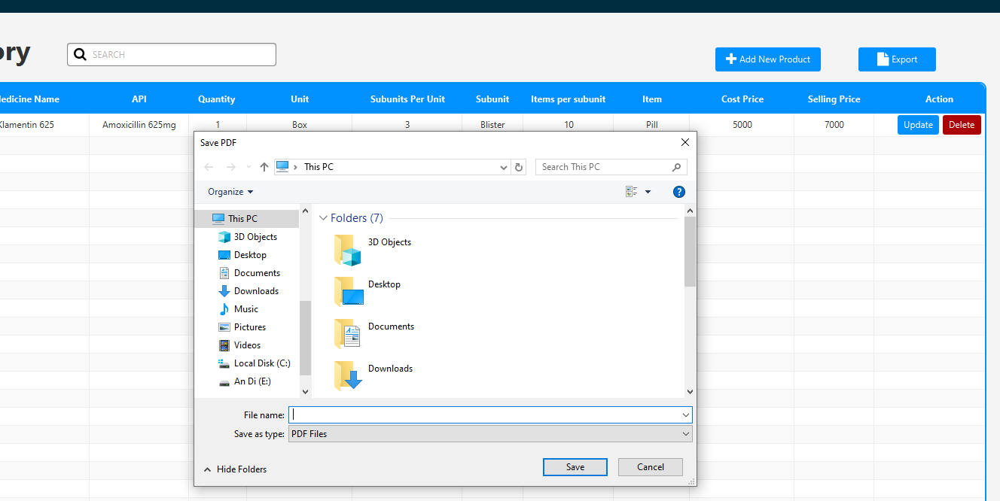 ory
SEARCH
Add New Product
Export
Medicine Name API Quantity Unit Subunits Per Unit Subunit Items per subunit Item Cost Price Selling Price Action
Klamentin 625 Amoxicillin 625mg 1 Box 3 Blister 10 Pill 5000 7000 Update Delete
Save PDF
This PC
Search This PC
Organize
?
This PC
3D Objects
Desktop
Documents
Downloads
Music
Pictures
Videos
Local Disk (C:)
An Di (E:)
Folders (7)
3D Objects
Desktop
Documents
Downloads
File name:
Save as type: PDF Files
Hide Folders
Save
Cancel